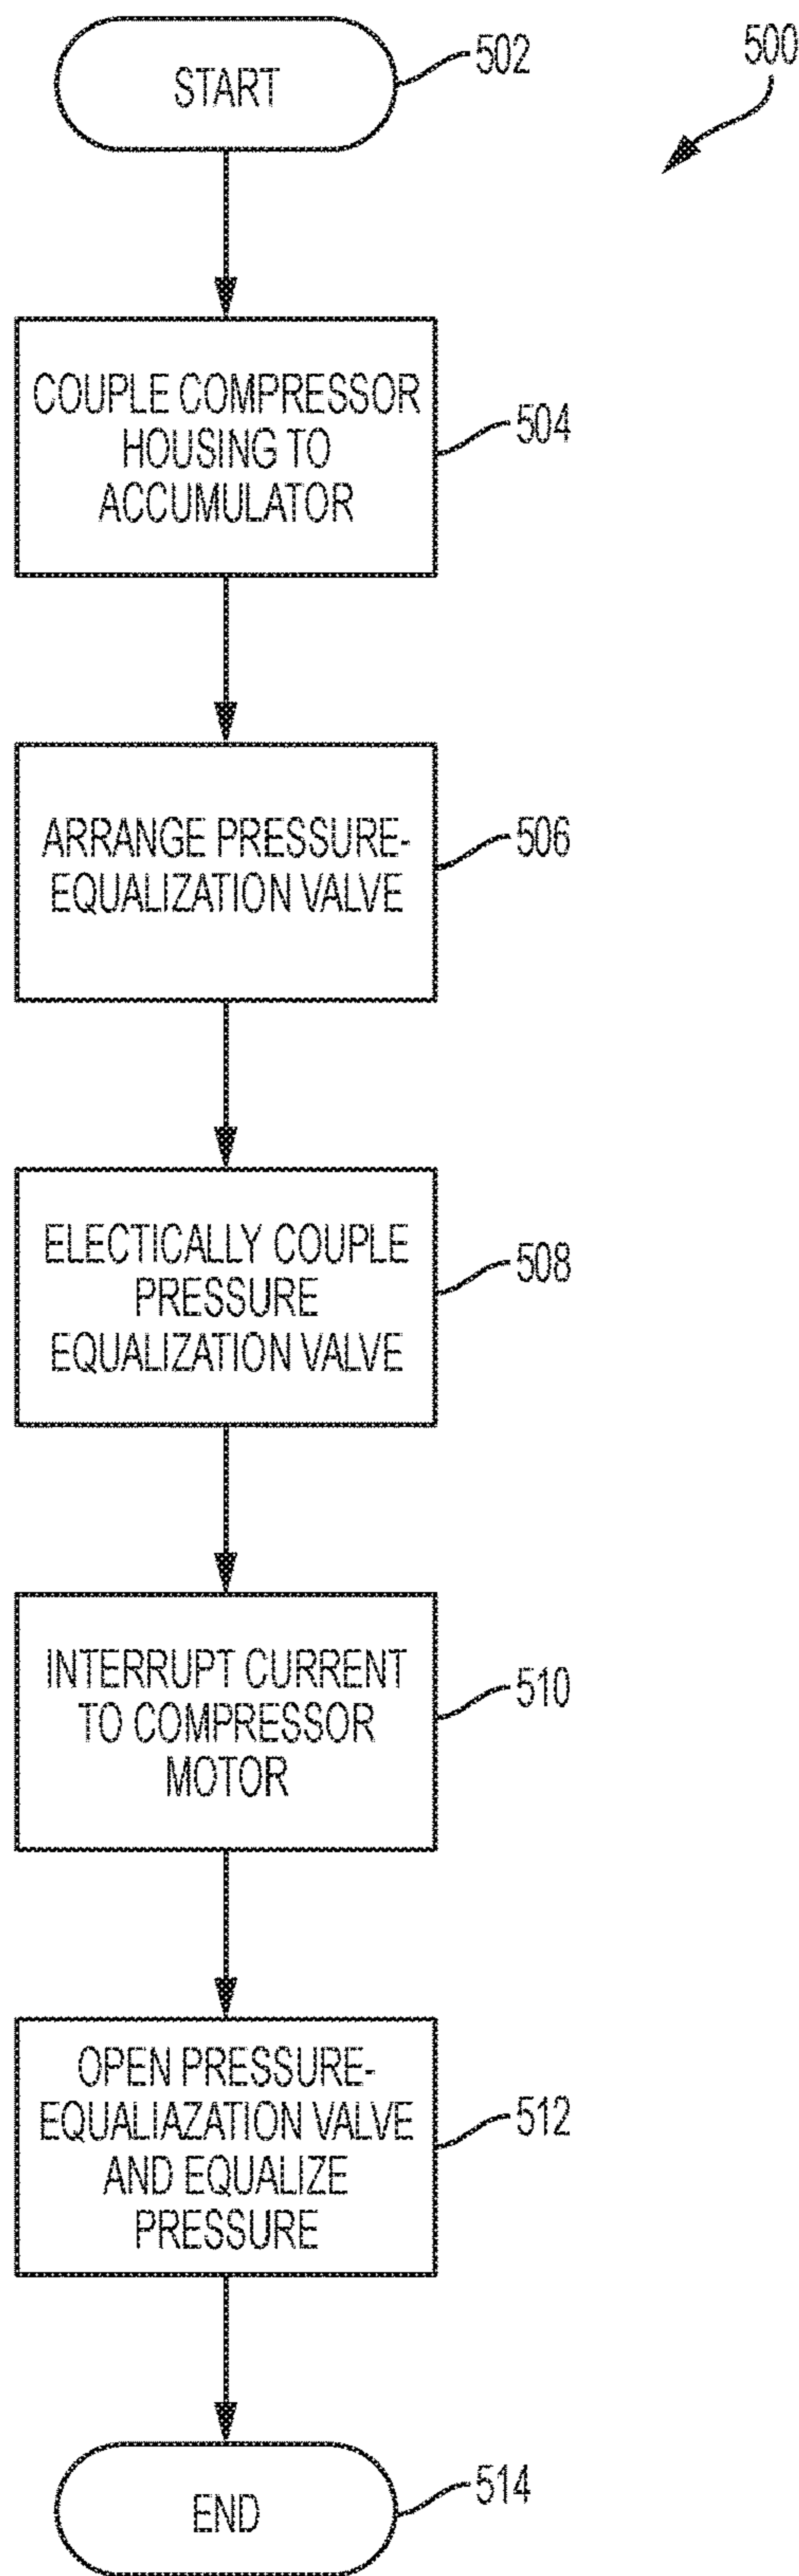 500
START
502
COUPLE COMPRESSOR
HOUSING TO
ACCUMULATOR
504
ARRANGE PRESSURE-
EQUALIZATION VALVE
506
ELECTICALLY COUPLE
PRESSURE
EQUALIZATION VALVE
508
INTERRUPT CURRENT
TO COMPRESSOR
MOTOR
510
OPEN PRESSURE-
EQUALIAZATION VALVE
AND EQUALIZE
PRESSURE
512
END
514